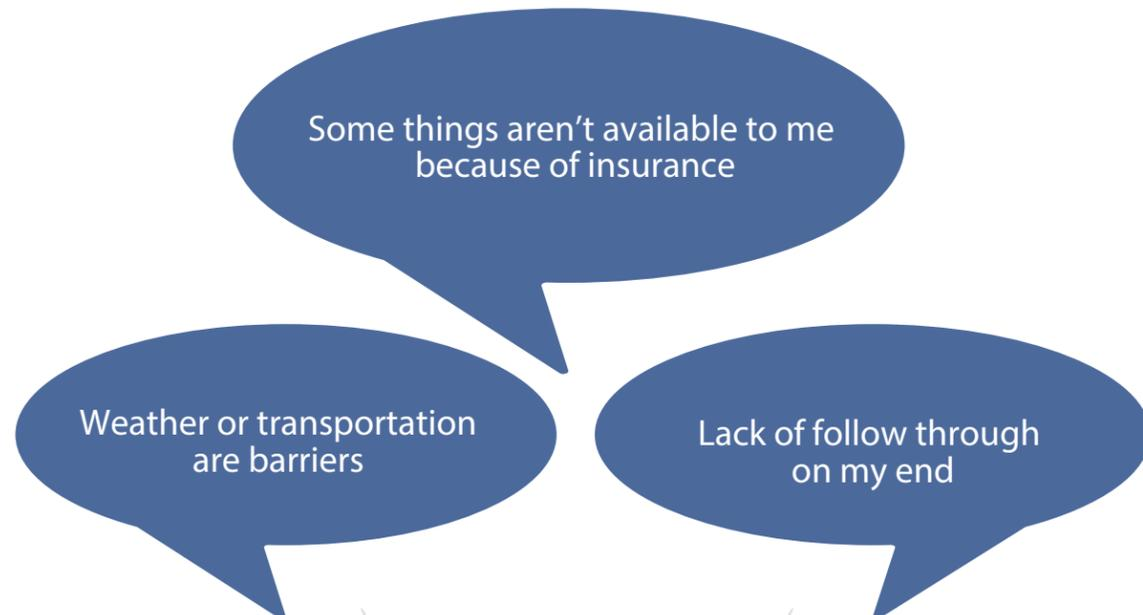 Some things aren’t available to me
because of insurance
Weather or transportation
are barriers
Lack of follow through
on my end